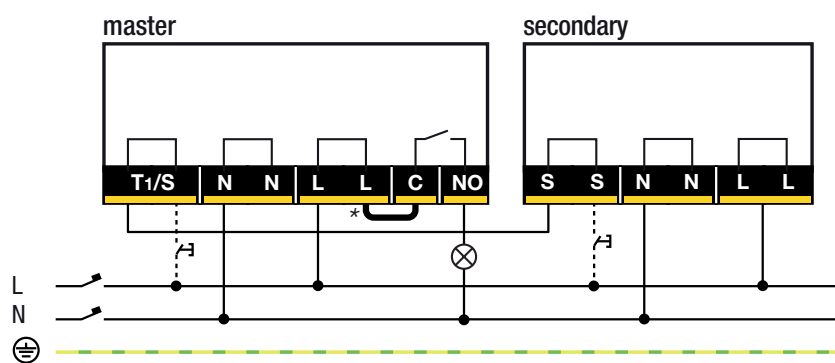 master secondary
T1/S N N L L C NO S S N N L L
*
L
N